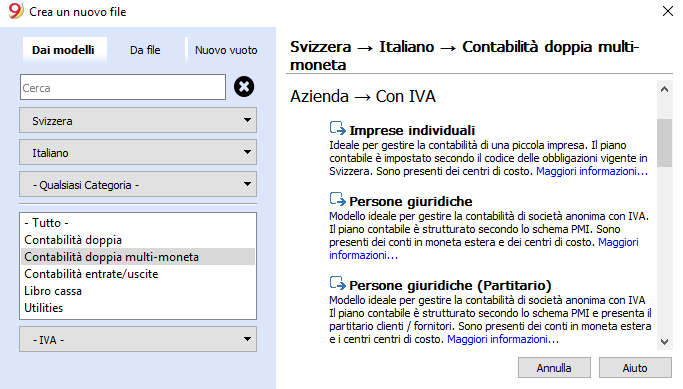 Crea un nuovo file
Dai modelli
Da file
Nuovo vuoto
Cerca
Svizzera
Italiano
- Qualsiasi Categoria -
- Tutto -
Contabilità doppia
Contabilità doppia multi-moneta
Contabilità entrate/uscite
Libro cassa
Utilities
- IVA -
Svizzera → Italiano → Contabilità doppia multi-
moneta
Azienda → Con IVA
Imprese individuali
Ideale per gestire la contabilità di una piccola impresa. Il piano
contabile è impostato secondo il codice delle obbligazioni vigente in
Svizzera. Sono presenti dei centri di costo. Maggiori informazioni...
Persone giuridiche
Modello ideale per gestire la contabilità di società anonima con IVA.
Il piano contabile è strutturato secondo lo schema PMI. Sono
presenti dei conti in moneta estera e dei centri di costo. Maggiori
informazioni...
Persone giuridiche (Partitario)
Modello ideale per gestire la contabilità di società anonima con IVA
Il piano contabile è strutturato secondo lo schema PMI e presenta il
partitario clienti / fornitori. Sono presenti dei conti in moneta estera
e i centri centri di costo. Maggiori informazioni...
Annulla
Aiuto